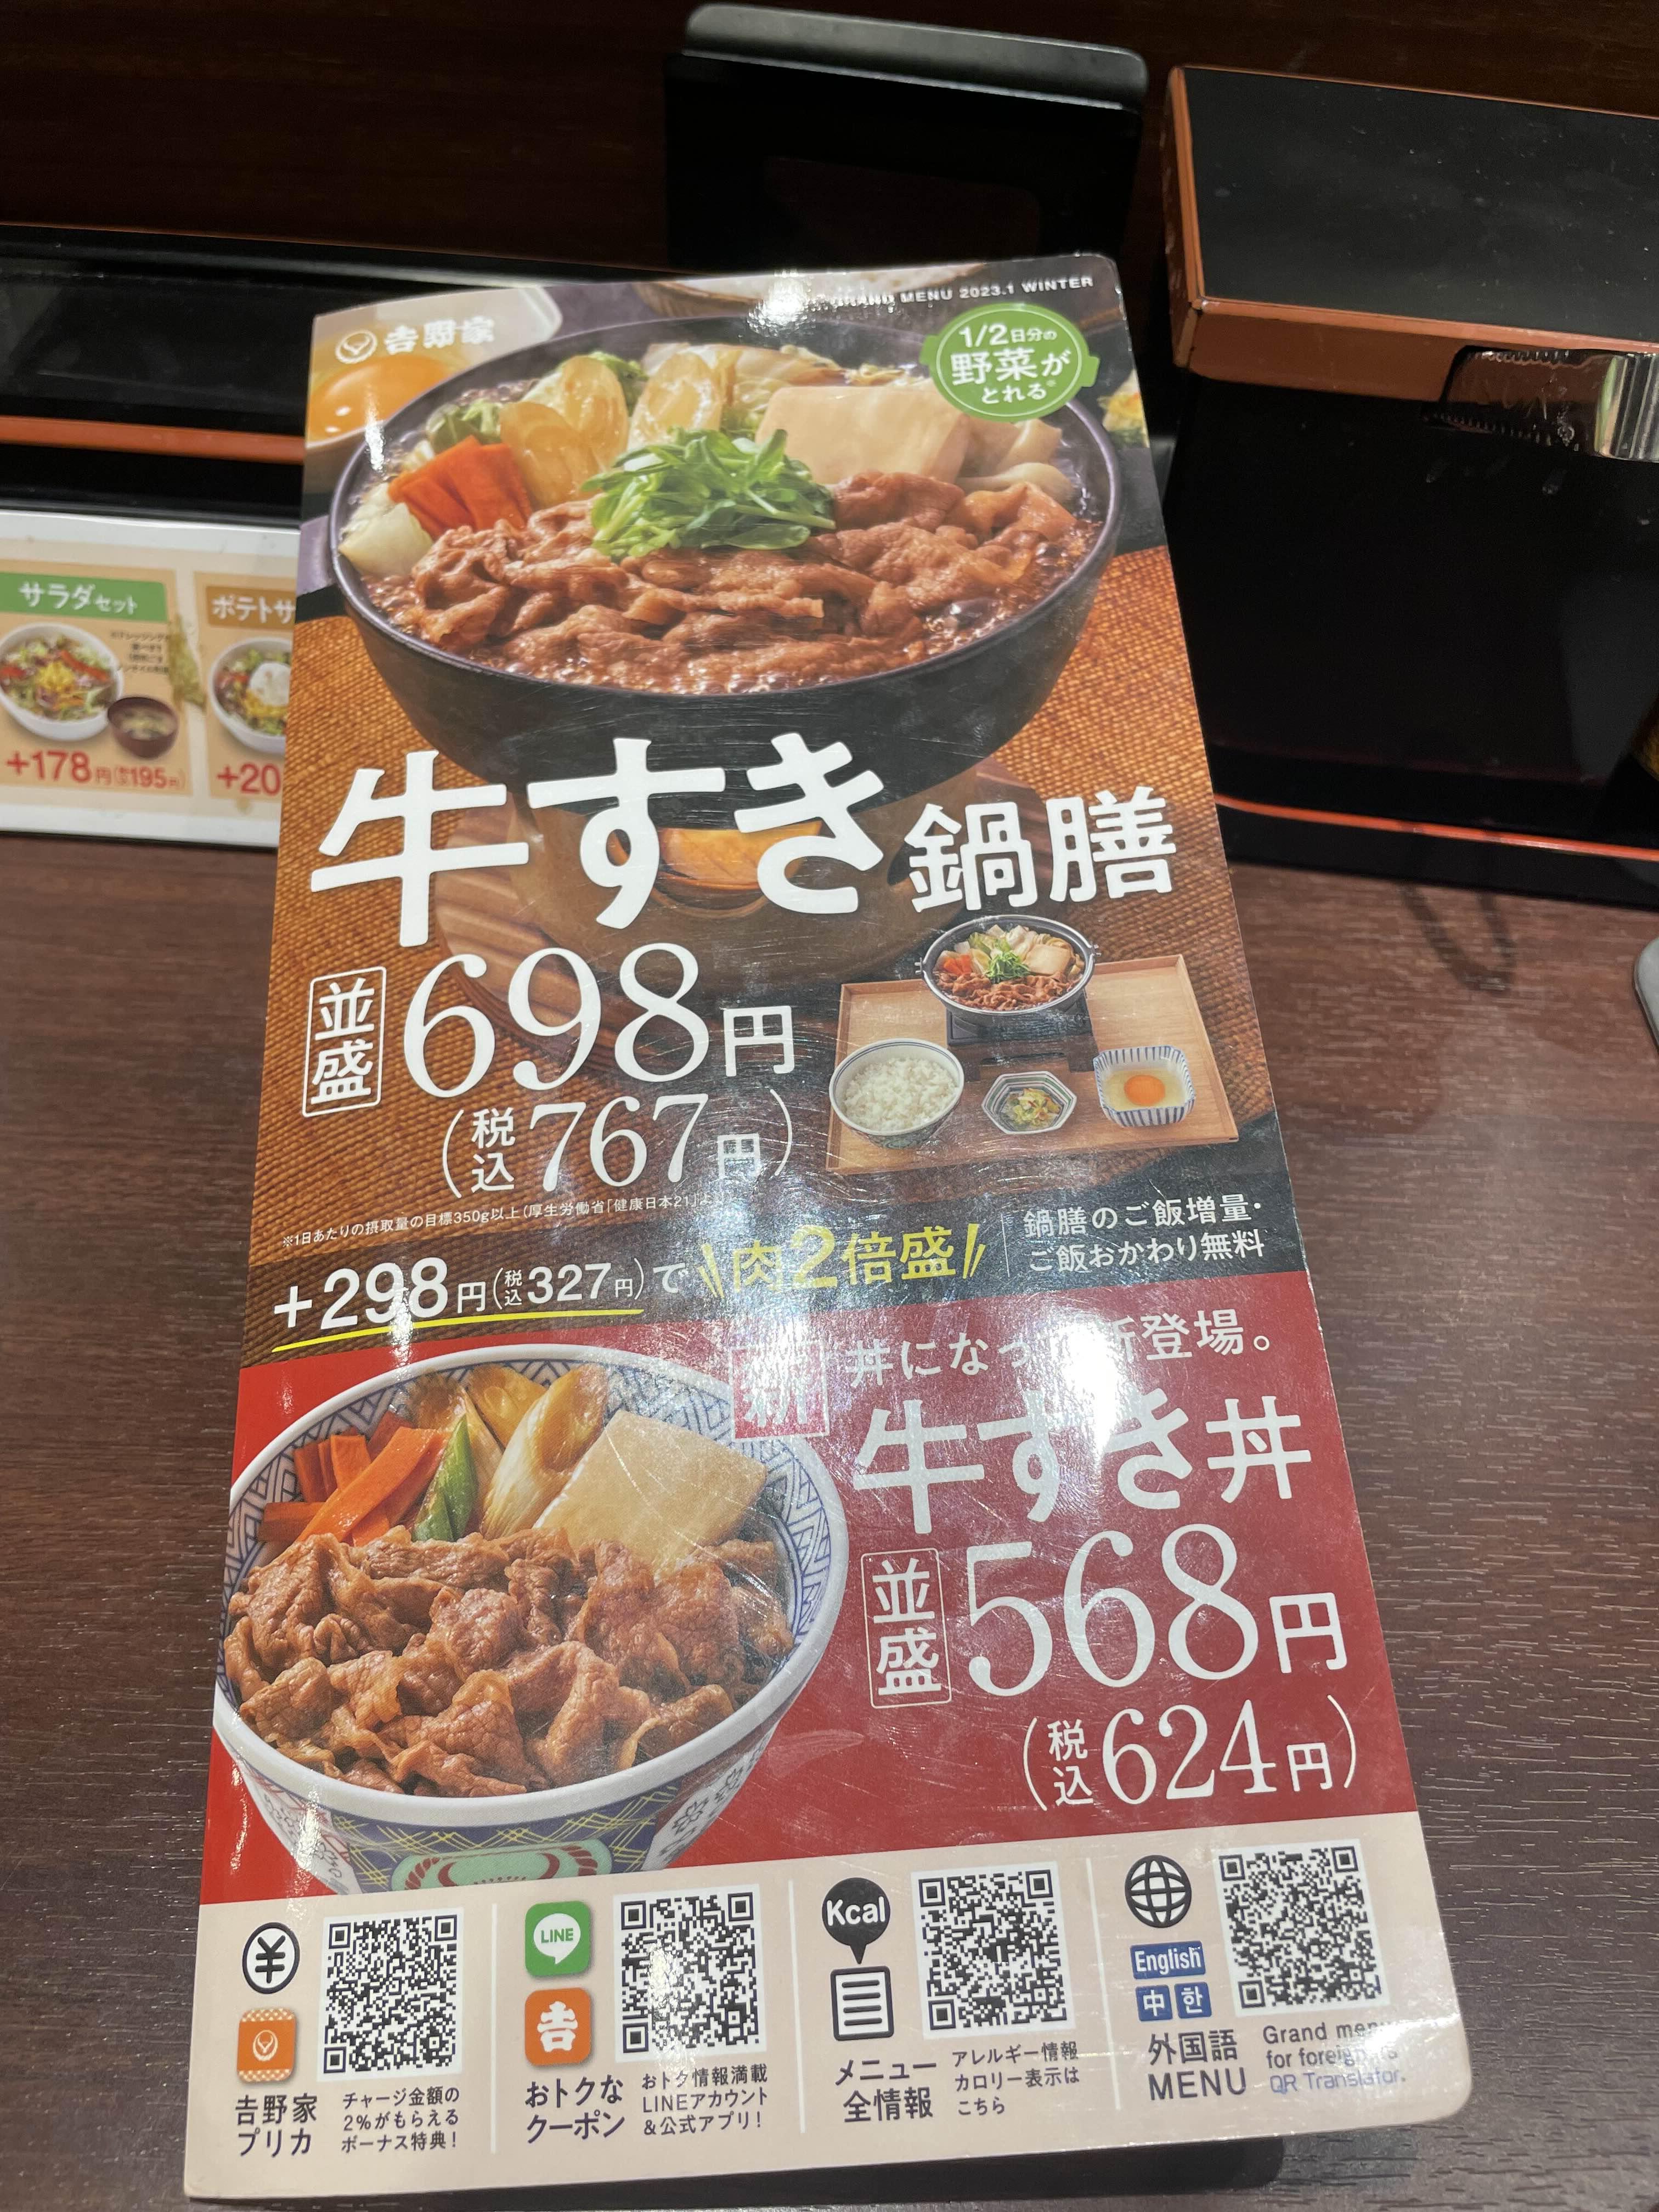 GRAND MENU 2023.1 WINTER
吉野家
1/2日分の
野菜が
とれる※
サラダセット
ポテトサ
+178円(税込195円)
+20
牛すき鍋膳
並盛 698円
(税込767円)
※1日あたりの摂取量の目標350g以上(厚生労働省「健康日本21」より
+298円(税込327円)で 肉2倍盛
鍋膳のご飯増量・
ご飯おかわり無料
新 丼になっ 新登場。
牛すき丼
並盛 568円
(税込624円)
吉野家
プリカ
チャージ金額の
2%がもらえる
ボーナス特典!
LINE
吉
おトクな
クーポン
おトク情報満載
LINEアカウント
&公式アプリ!
Kcal
メニュー
全情報
アレルギー情報
カロリー表示は
こちら
English
中 한
外国語
MENU
Grand menu
for foreigners
QR Translator.